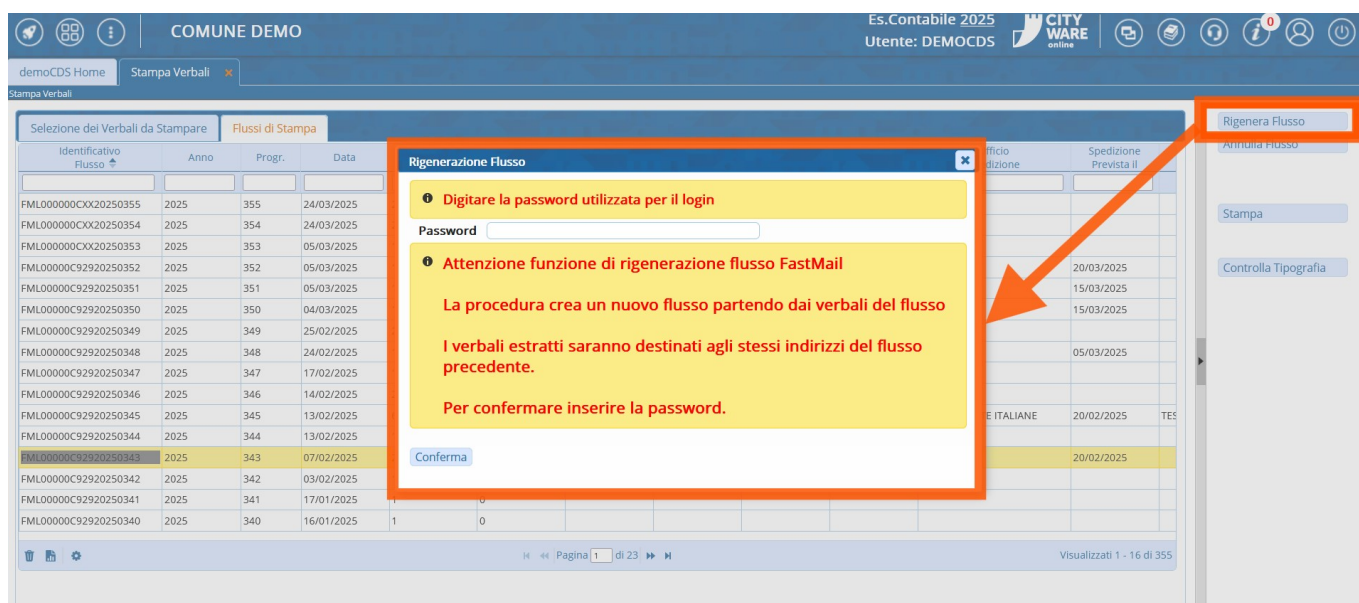 COMUNE DEMO
Es.Contabile 2025
Utente: DEMOCDS
CITY
WARE
online
0
demoCDS Home
Stampa Verbali ×
Stampa Verbali
Selezione dei Verbali da Stampare
Flussi di Stampa
Identificativo
Flusso
Anno
Progr.
Data
Spedizione
Prevista il
FML000000CXX20250355 2025 355 24/03/2025
FML000000CXX20250354 2025 354 24/03/2025
FML000000CXX20250353 2025 353 05/03/2025
FML00000C92920250352 2025 352 05/03/2025 20/03/2025
FML00000C92920250351 2025 351 05/03/2025 15/03/2025
FML00000C92920250350 2025 350 04/03/2025 15/03/2025
FML00000C92920250349 2025 349 25/02/2025
FML00000C92920250348 2025 348 24/02/2025 05/03/2025
FML00000C92920250347 2025 347 17/02/2025
FML00000C92920250346 2025 346 14/02/2025
FML00000C92920250345 2025 345 13/02/2025 E ITALIANE 20/02/2025 TES
FML00000C92920250344 2025 344 13/02/2025
FML00000C92920250343 2025 343 07/02/2025 20/02/2025
FML00000C92920250342 2025 342 03/02/2025
FML00000C92920250341 2025 341 17/01/2025 1 0
FML00000C92920250340 2025 340 16/01/2025 1 0
Pagina 1 di 23
Visualizzati 1 - 16 di 355
Rigenerazione Flusso
Digitare la password utilizzata per il login
Password
Attenzione funzione di rigenerazione flusso FastMail
La procedura crea un nuovo flusso partendo dai verbali del flusso
I verbali estratti saranno destinati agli stessi indirizzi del flusso
precedente.
Per confermare inserire la password.
Conferma
Rigenera Flusso
Annulla Flusso
Stampa
Controlla Tipografia